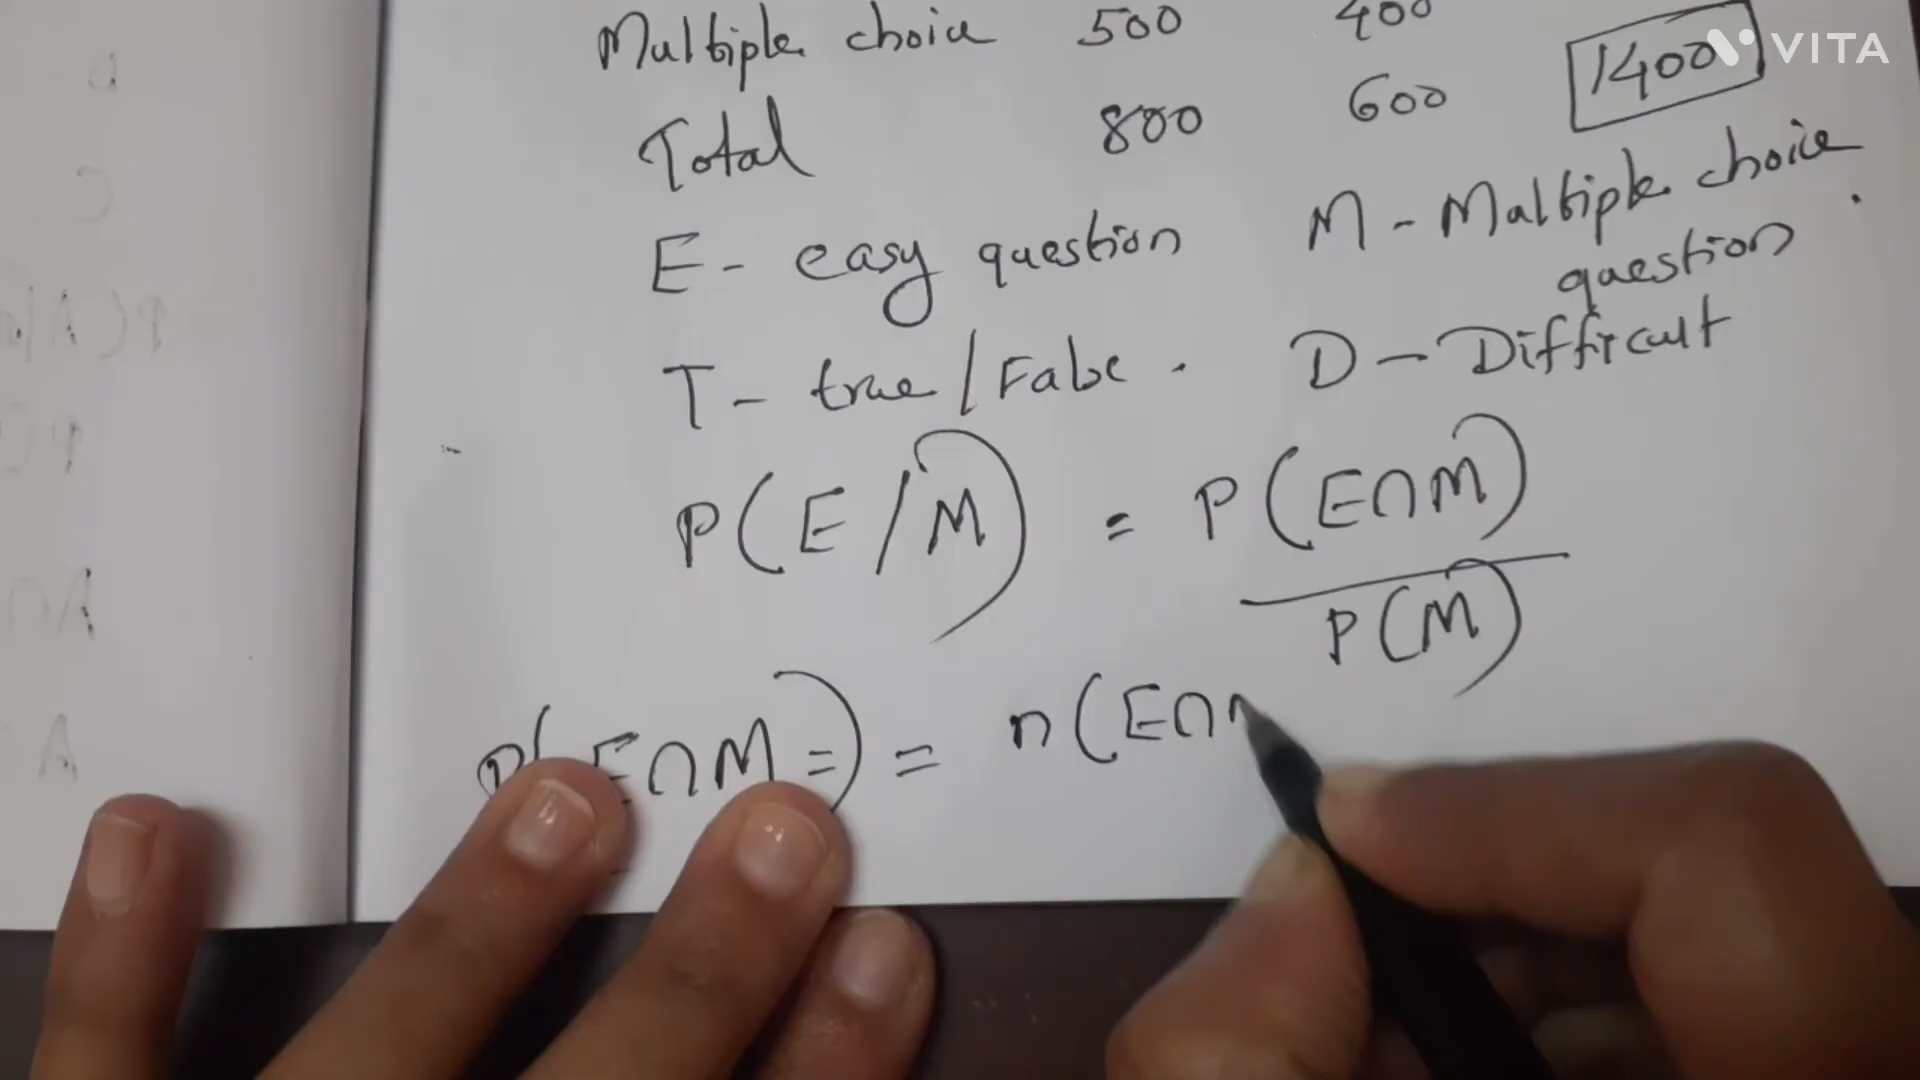 Multiple choice 500 400
VITA
1400
Total 800 600
E - easy question M - Multiple choice
question.
T - true/False. D - Difficult
P(E/M) = P(E∩M)
P(M)
P(E∩M=) = n(E∩